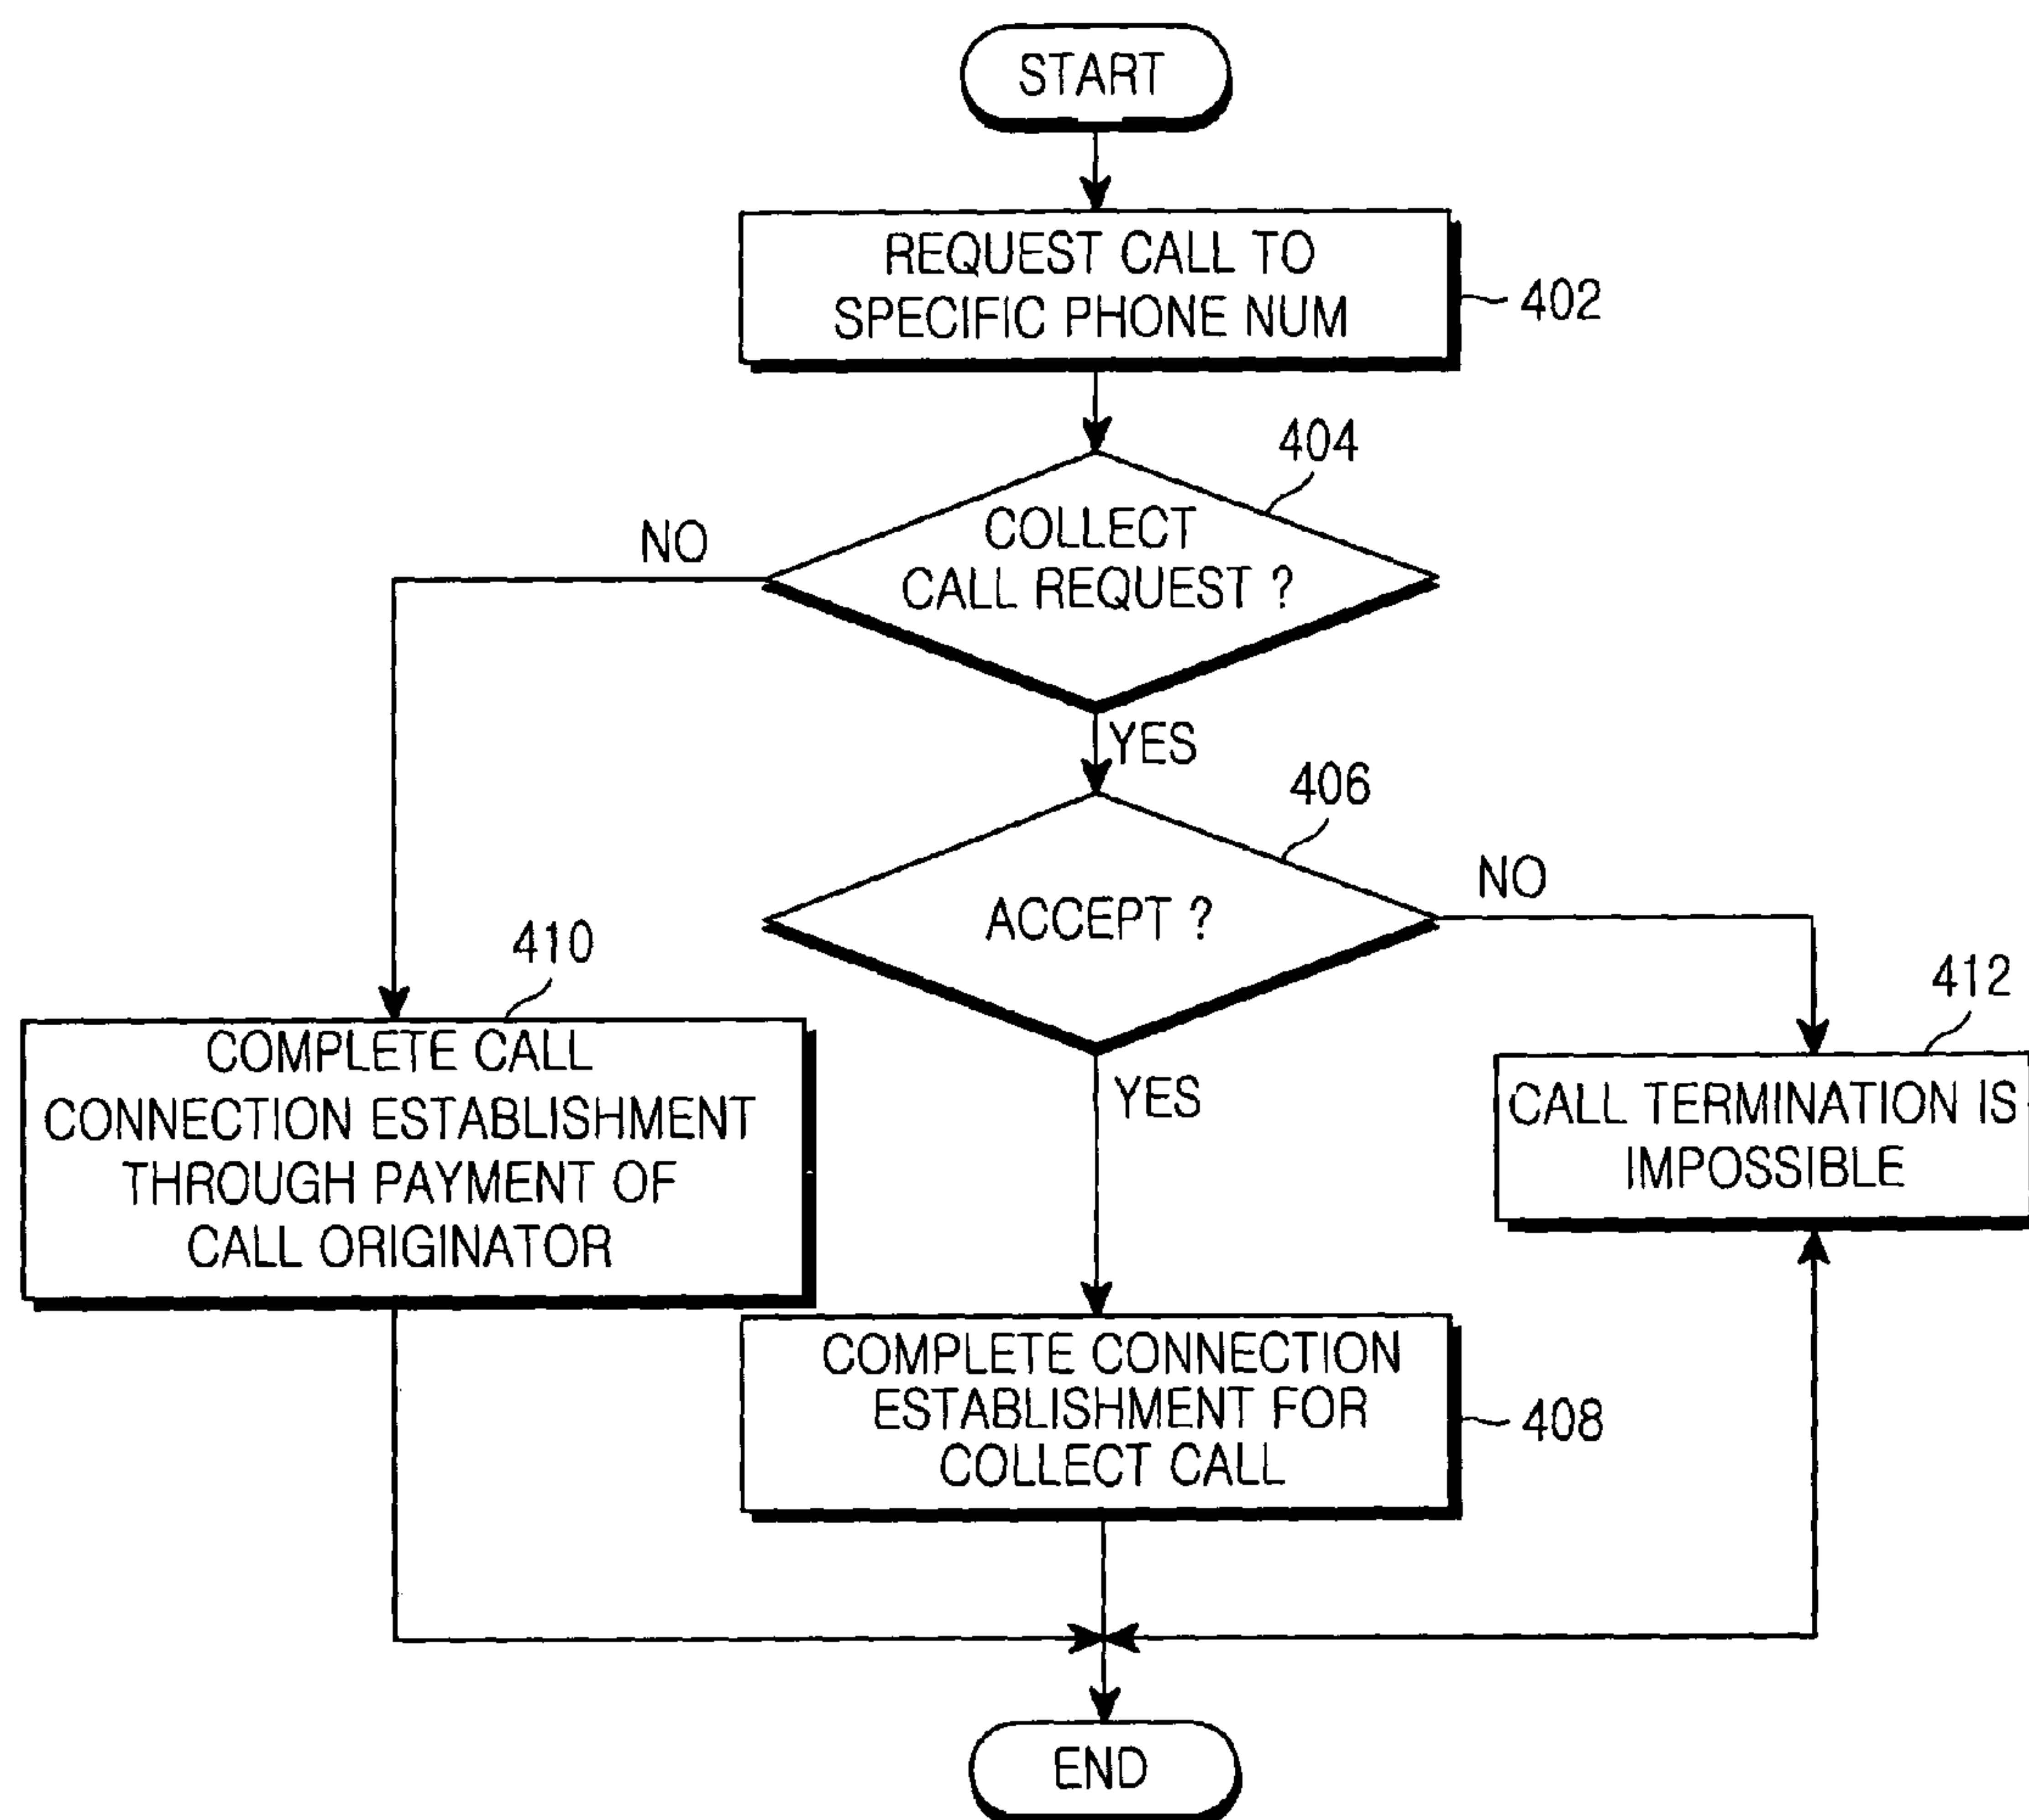 START
REQUEST CALL TO
SPECIFIC PHONE NUM
402
404
COLLECT
CALL REQUEST ?
NO
YES
406
ACCEPT ?
NO
410
412
COMPLETE CALL
CONNECTION ESTABLISHMENT
THROUGH PAYMENT OF
CALL ORIGINATOR
YES
CALL TERMINATION IS
IMPOSSIBLE
COMPLETE CONNECTION
ESTABLISHMENT FOR
COLLECT CALL
408
END